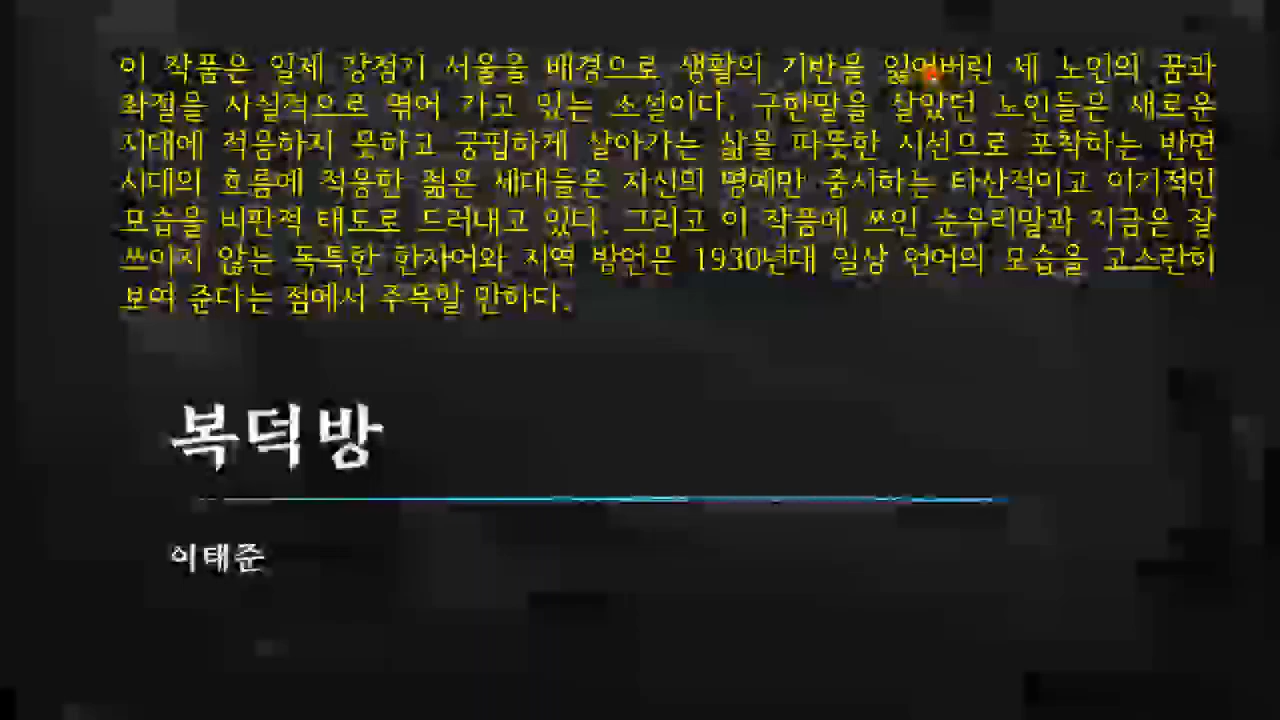 이 작품은 일제 강점기 서울을 배경으로 생활의 기반을 잃어버린 세 노인의 꿈과
좌절을 사실적으로 엮어 가고 있는 소설이다. 구한말을 살았던 노인들은 새로운
시대에 적응하지 못하고 궁핍하게 살아가는 삶을 따뜻한 시선으로 포착하는 반면
시대의 흐름에 적응한 젊은 세대들은 자신의 명예만 중시하는 타산적이고 이기적인
모습을 비판적 태도로 드러내고 있다. 그리고 이 작품에 쓰인 순우리말과 지금은 잘
쓰이지 않는 독특한 한자어와 지역 방언은 1930년대 일상 언어의 모습을 고스란히
보여 준다는 점에서 주목할 만하다.
복덕방
이태준